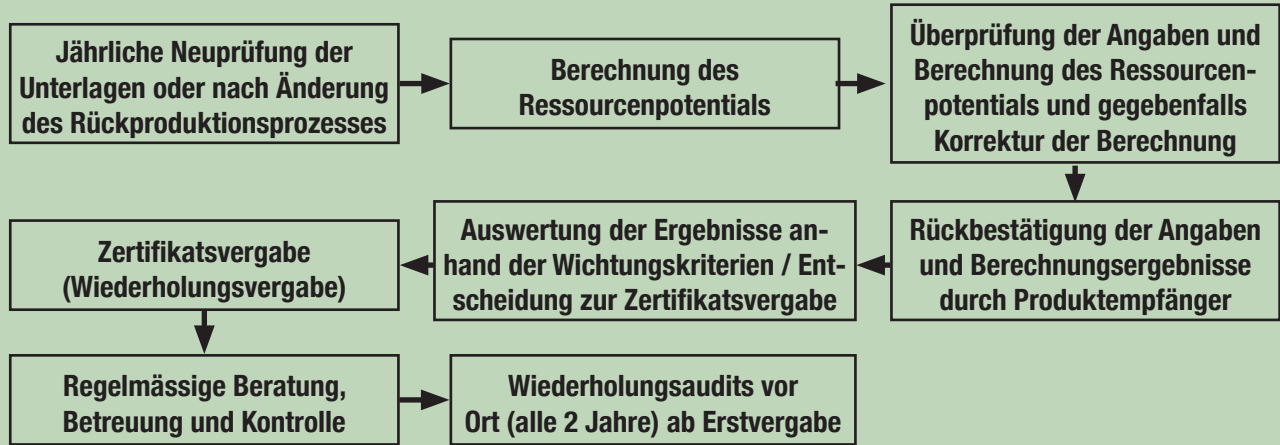 Jährliche Neuprüfung der
Unterlagen oder nach Änderung
des Rückproduktionsprozesses
Berechnung des
Ressourcenpotentials
Überprüfung der Angaben und
Berechnung des Ressourcen-
potentials und gegebenfalls
Korrektur der Berechnung
Rückbestätigung der Angaben
und Berechnungsergebnisse
durch Produktempfänger
Auswertung der Ergebnisse an-
hand der Wichtungskriterien / Ent-
scheidung zur Zertifikatsvergabe
Zertifikatsvergabe
(Wiederholungsvergabe)
Regelmässige Beratung,
Betreuung und Kontrolle
Wiederholungsaudits vor
Ort (alle 2 Jahre) ab Erstvergabe